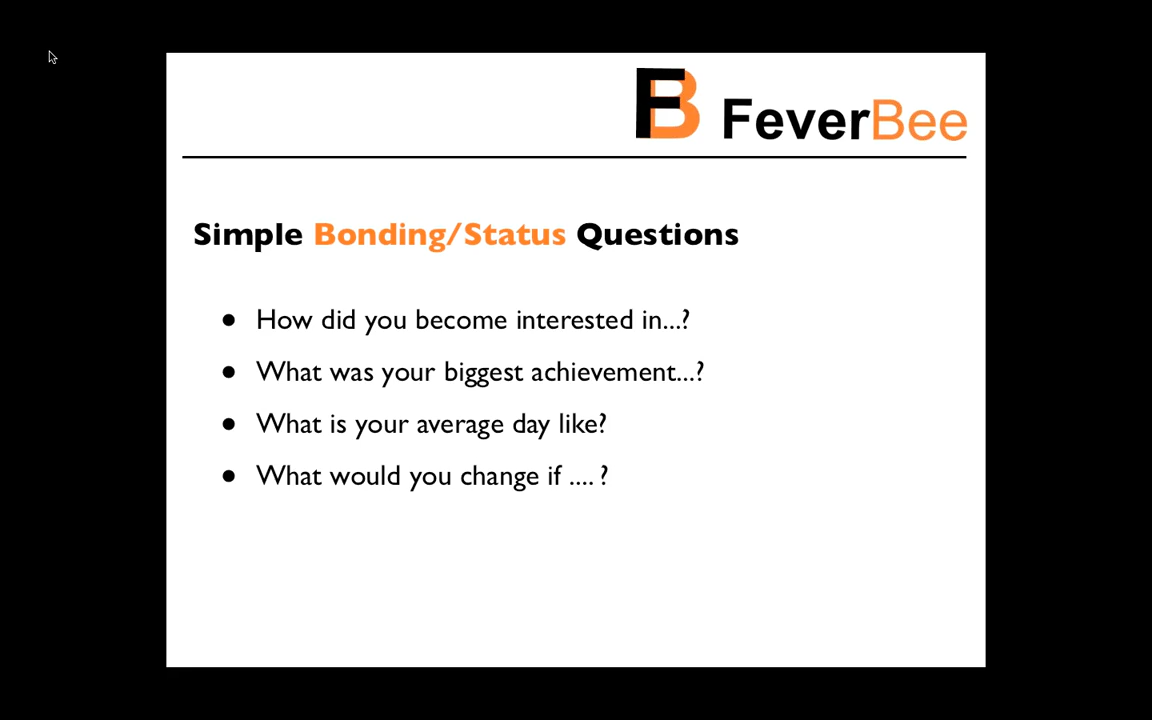 FB FeverBee
Simple Bonding/Status Questions
• How did you become interested in...?
• What was your biggest achievement...?
• What is your average day like?
• What would you change if .... ?